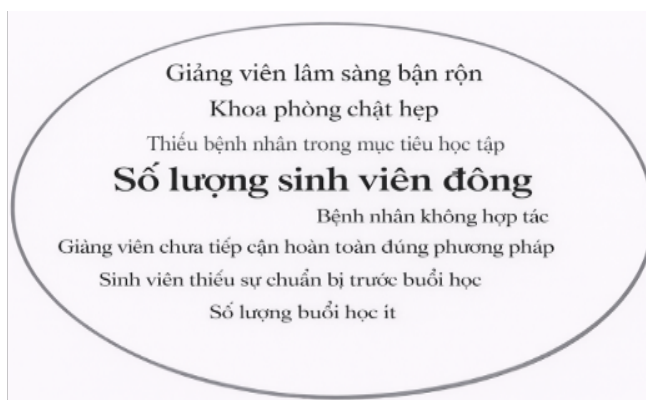 Giảng viên lâm sàng bận rộn
Khoa phòng chật hẹp
Thiếu bệnh nhân trong mục tiêu học tập
Số lượng sinh viên đông
Bệnh nhân không hợp tác
Giảng viên chưa tiếp cận hoàn toàn đúng phương pháp
Sinh viên thiếu sự chuẩn bị trước buổi học
Số lượng buổi học ít